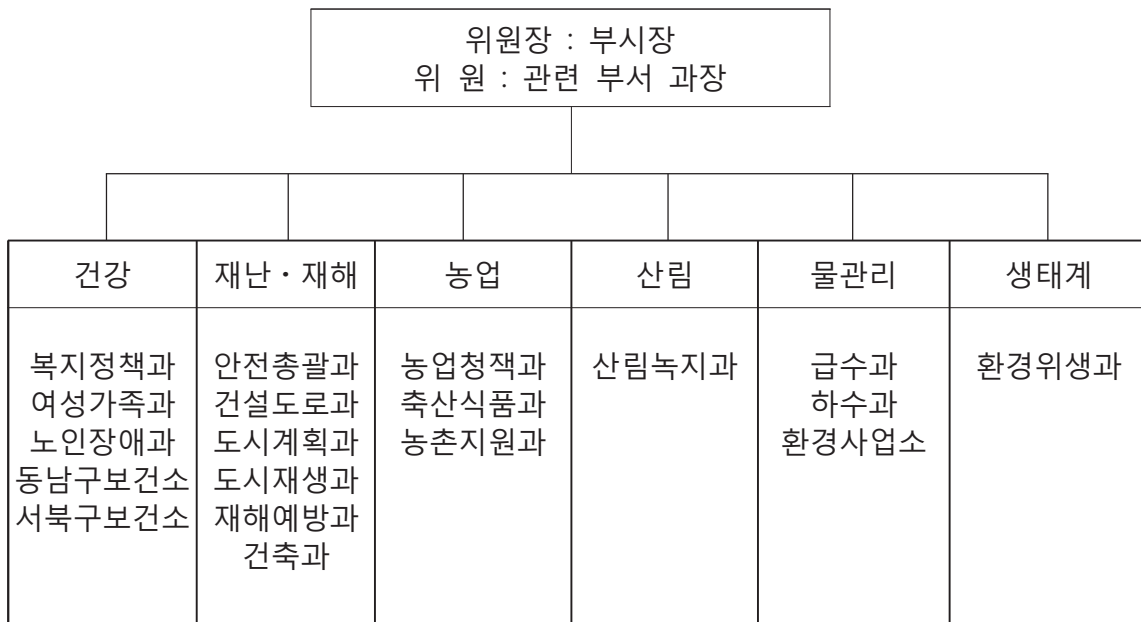 위원장 : 부시장
위 원 : 관련 부서 과장
건강
재난・재해
농업
산림
물관리
생태계
복지정책과
여성가족과
노인장애과
동남구보건소
서북구보건소
안전총괄과
건설도로과
도시계획과
도시재생과
재해예방과
건축과
농업청잭과
축산식품과
농촌지원과
산림녹지과
급수과
하수과
환경사업소
환경위생과